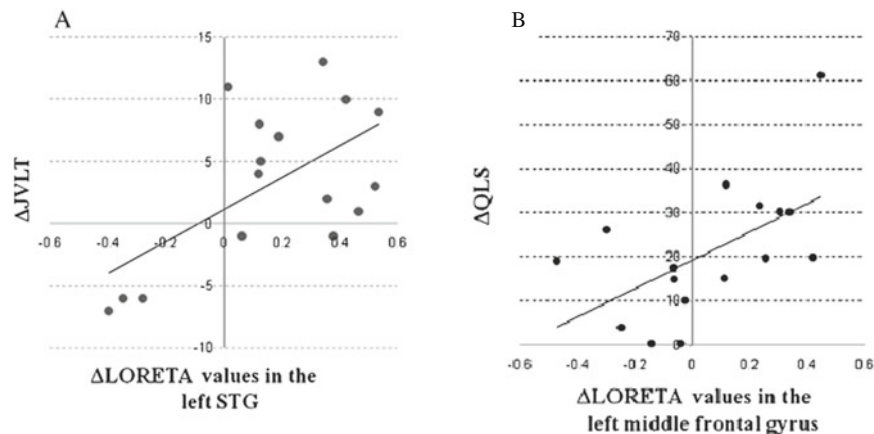 A
15
10
5
0
-5
-10
-0.6 -0.4 -0.2 0 0.2 0.4 0.6
ΔJVLT
ΔLORETA values in the
left STG
B
70
60
50
40
30
20
10
0
-0.6 -0.4 -0.2 0 0.2 0.4 0.6
ΔQLS
ΔLORETA values in the
left middle frontal gyrus